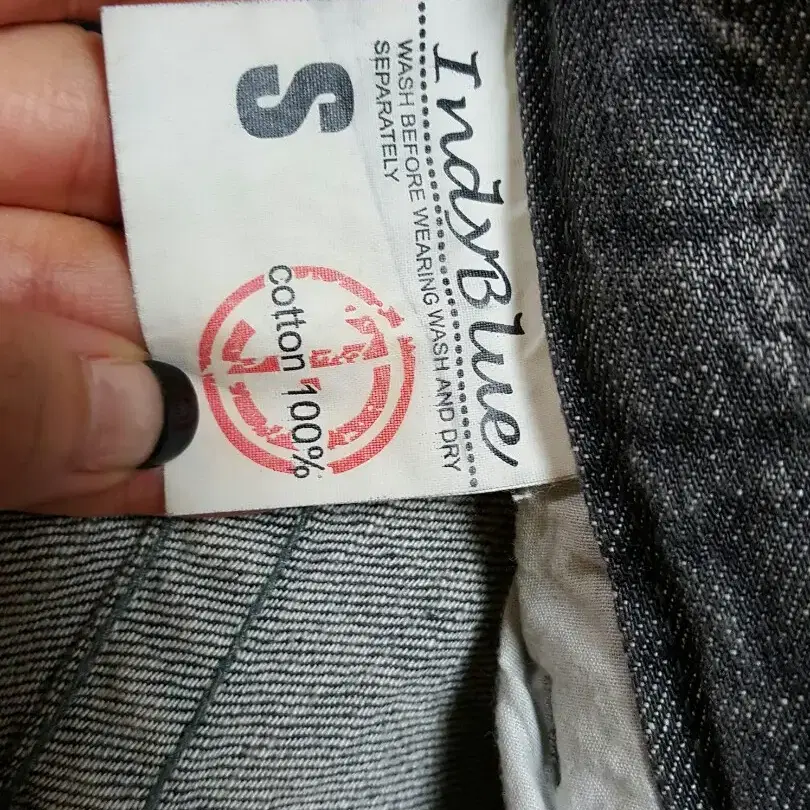 IndyBlue
WASH BEFORE WEARING WASH AND DRY
SEPARATELY
S
cotton 100%